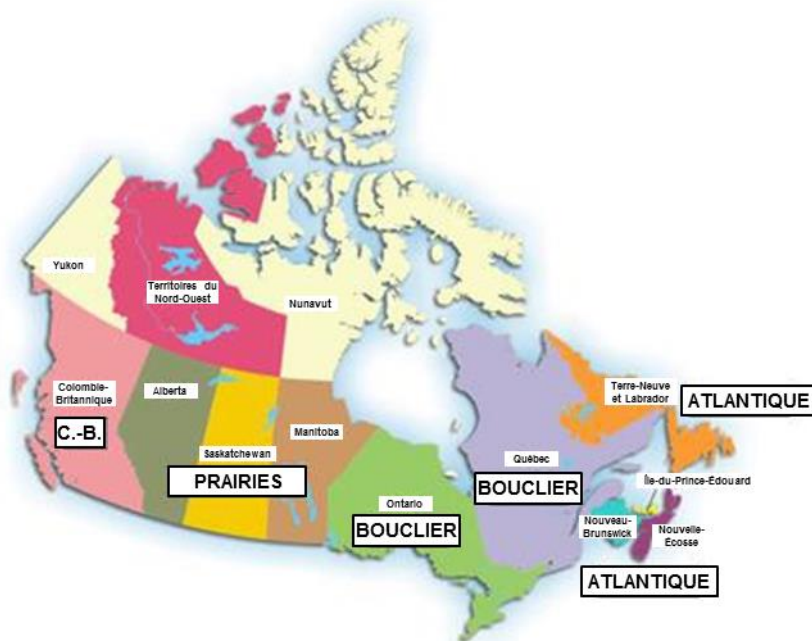 Yukon
Territoires du
Nord-Ouest
Nunavut
Colombie-
Britannique
C.-B.
Alberta
Saskatchewan
Manitoba
PRAIRIES
Ontario
BOUCLIER
Québec
BOUCLIER
Terre-Neuve
et Labrador
ATLANTIQUE
Île-du-Prince-Édouard
Nouveau-
Brunswick
Nouvelle-
Écosse
ATLANTIQUE